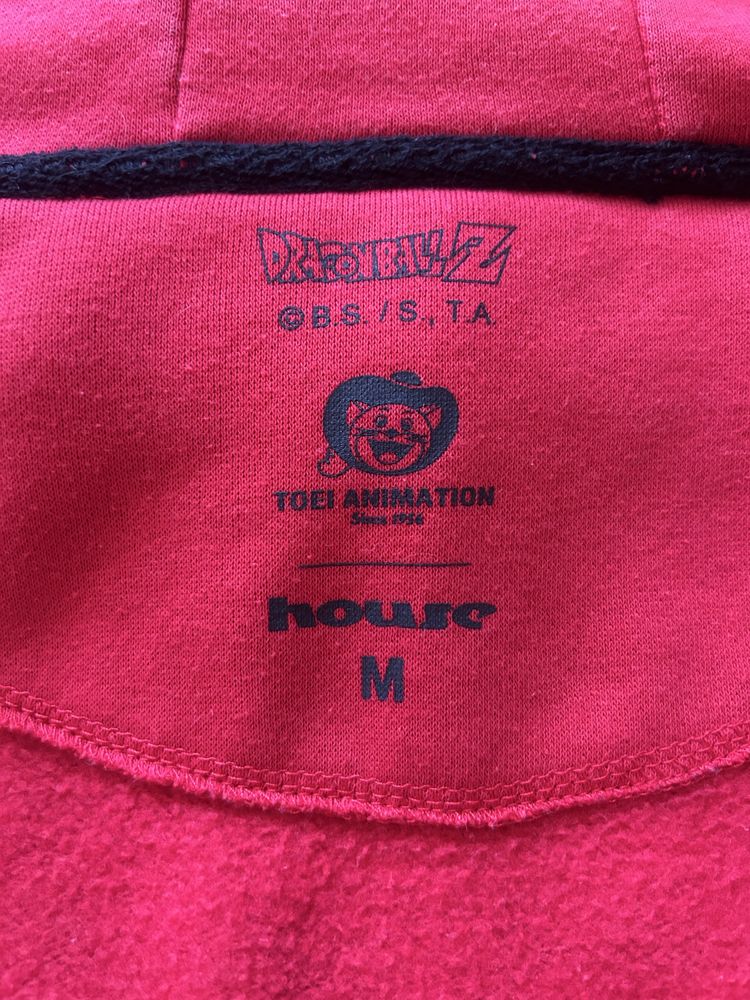 DRAGONBALL Z
© B.S. / S., T.A.
TOEI ANIMATION
Since 1956
house
M